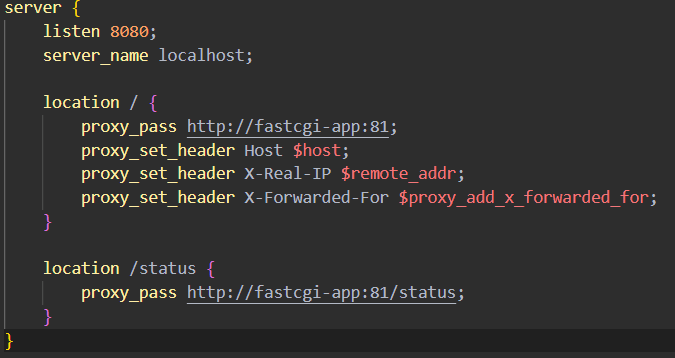 server {
    listen 8080;
    server_name localhost;

    location / {
        proxy_pass http://fastcgi-app:81;
        proxy_set_header Host $host;
        proxy_set_header X-Real-IP $remote_addr;
        proxy_set_header X-Forwarded-For $proxy_add_x_forwarded_for;
    }

    location /status {
        proxy_pass http://fastcgi-app:81/status;
    }
}